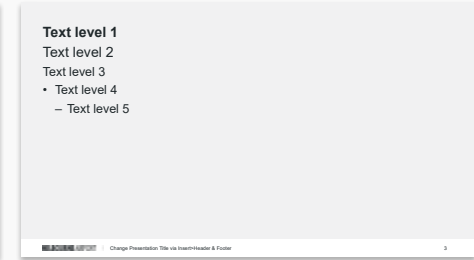 Text level 1
Text level 2
Text level 3
• Text level 4
– Text level 5
Change Presentation Title via Insert>Header & Footer
3